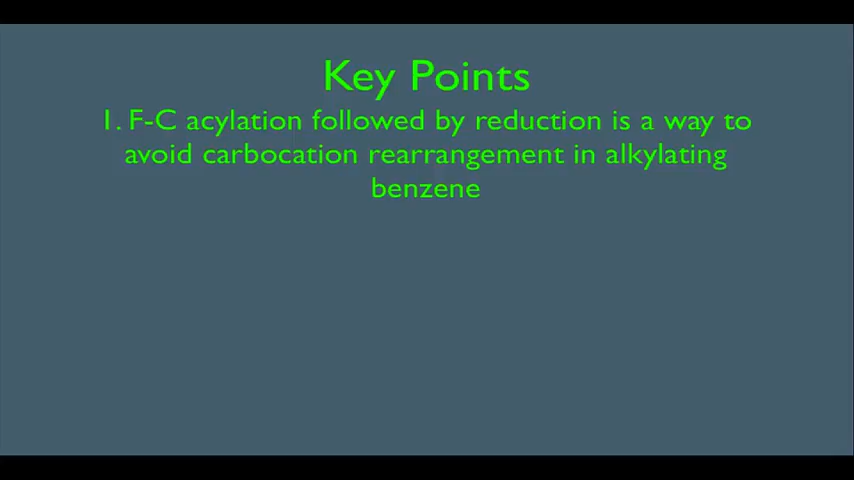 Key Points
1. F-C acylation followed by reduction is a way to
avoid carbocation rearrangement in alkylating
benzene